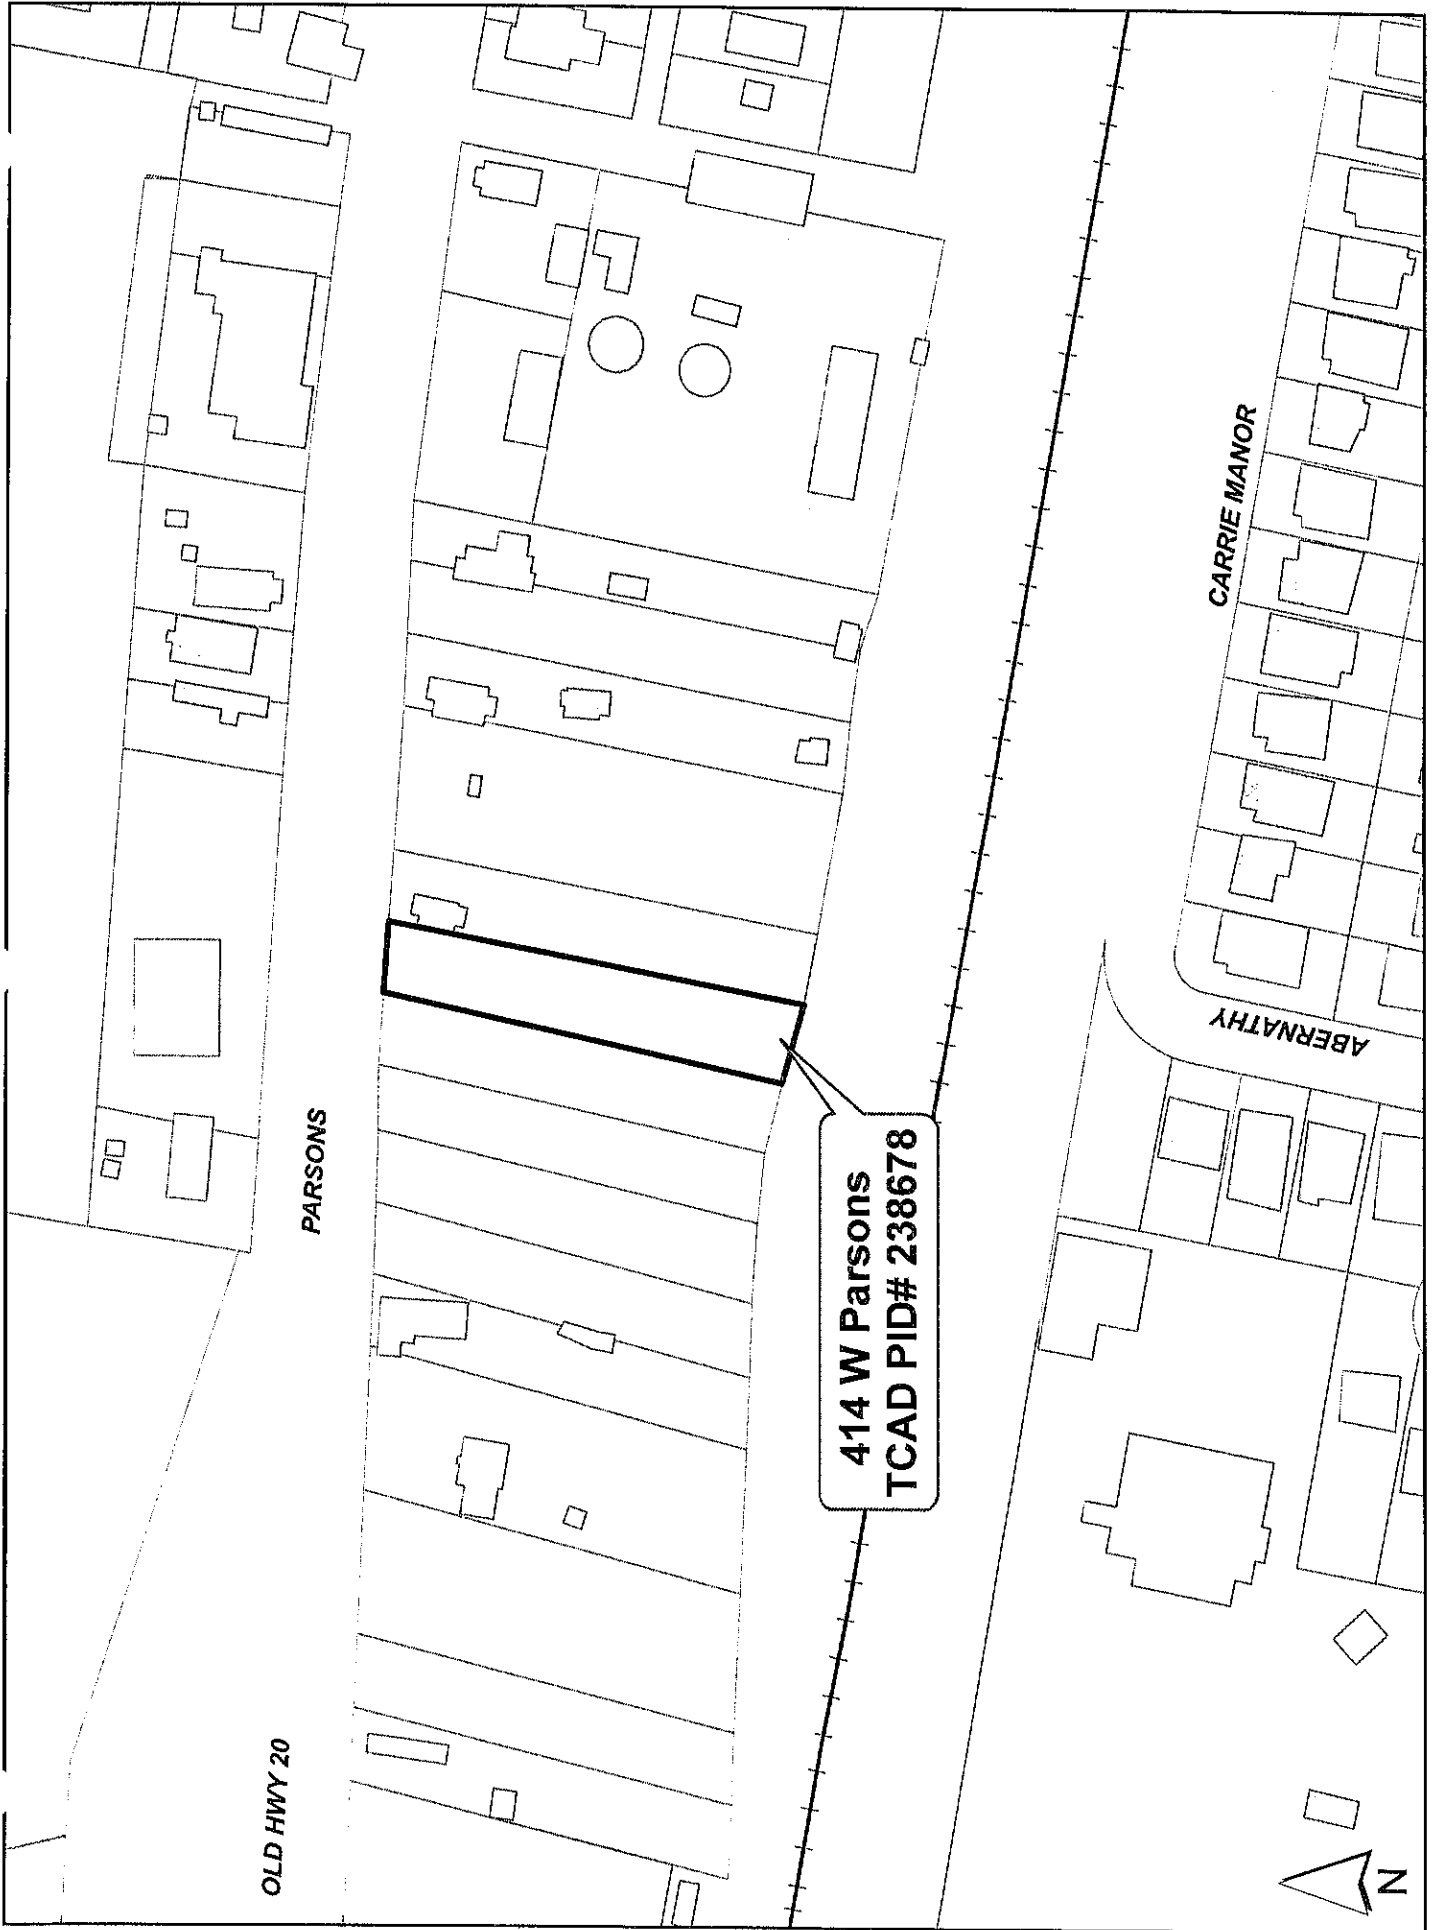 OLD HWY 20
PARSONS
414 W Parsons
TCAD PID# 238678
CARRIE MANOR
ABERNATHY
N